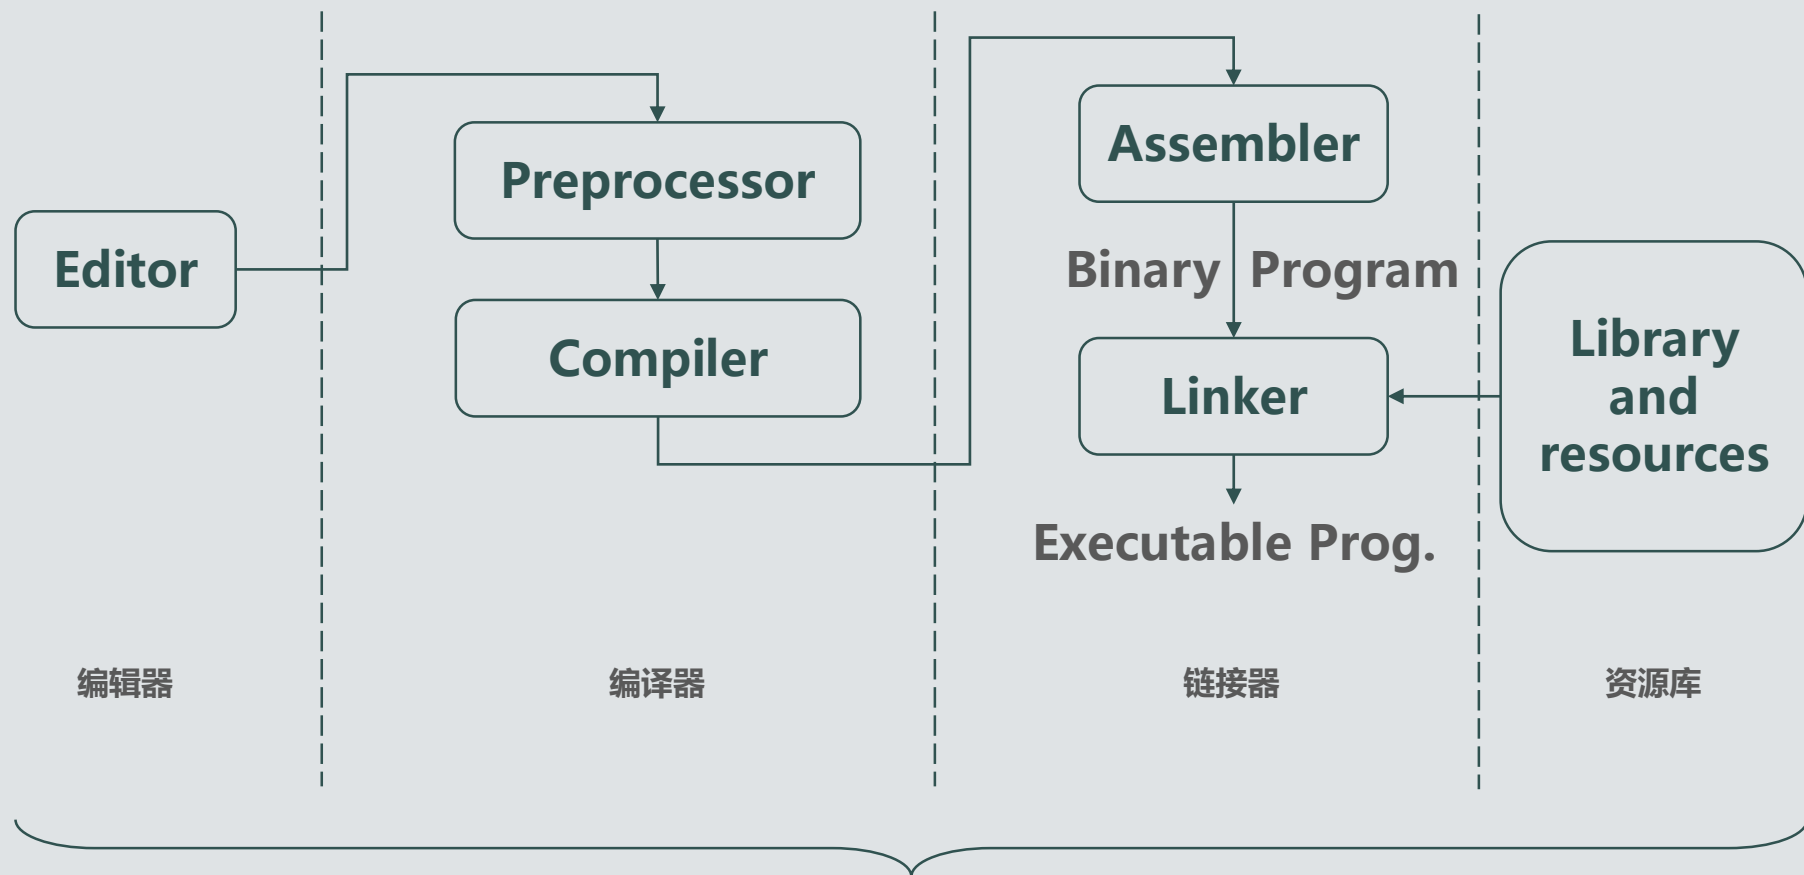 Editor
Preprocessor
Compiler
Assembler
Binary Program
Linker
Executable Prog.
Library
and
resources
编辑器
编译器
链接器
资源库